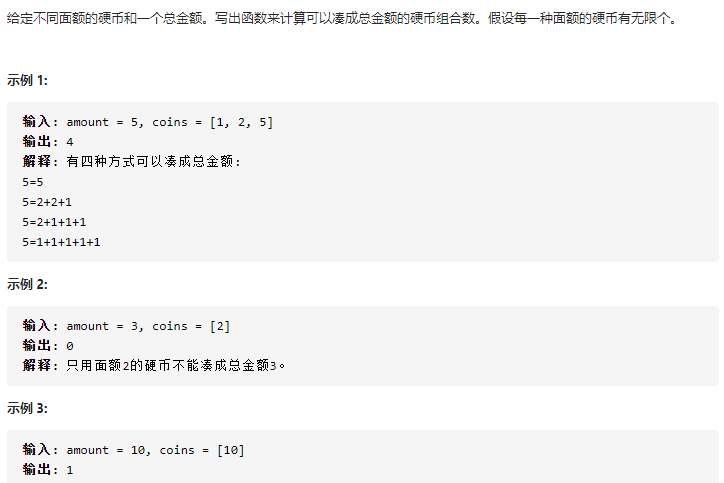 给定不同面额的硬币和一个总金额。写出函数来计算可以凑成总金额的硬币组合数。假设每一种面额的硬币有无限个。
示例 1:
输入: amount = 5, coins = [1, 2, 5]
输出: 4
解释: 有四种方式可以凑成总金额:
5=5
5=2+2+1
5=2+1+1+1
5=1+1+1+1+1
示例 2:
输入: amount = 3, coins = [2]
输出: 0
解释: 只用面额2的硬币不能凑成总金额3。
示例 3:
输入: amount = 10, coins = [10]
输出: 1